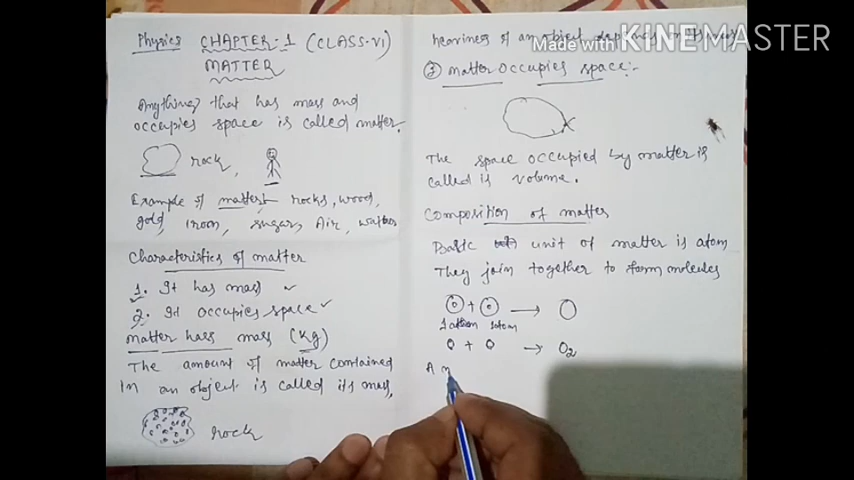 Physics CHAPTER-1 (CLASS-VI)
MATTER
Anything that has mass and
occupies space is called matter.
rock,
Example of matter - rocks, wood,
gold, Iron, sugar, Air, water
Characteristics of matter
1. It has mass
2. It occupies space
matter hass mass (Kg)
The amount of matter contained
In an object is called its mass,
rock
heaviness of an object depends
Made with KINEMASTER
② matter occupies space:-
The space occupied by matter is
called is volume.
Composition of matter
Basic unit of matter is atom
They join together to form molecules
+ →
1 atom 1 atom
O + O → O2
A